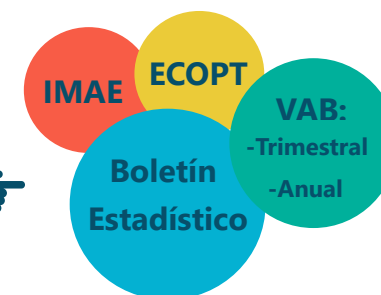 IMAE
ECOPT
VAB:
-Trimestral
-Anual
Boletín
Estadístico